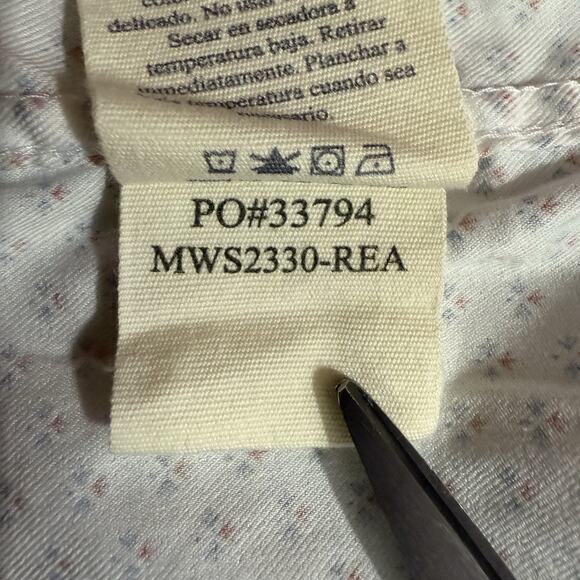 delicado. No usar
Secar en secadora a
temperatura baja. Retirar
inmediatamente. Planchar a
temperatura cuando sea
PO#33794
MWS2330-REA